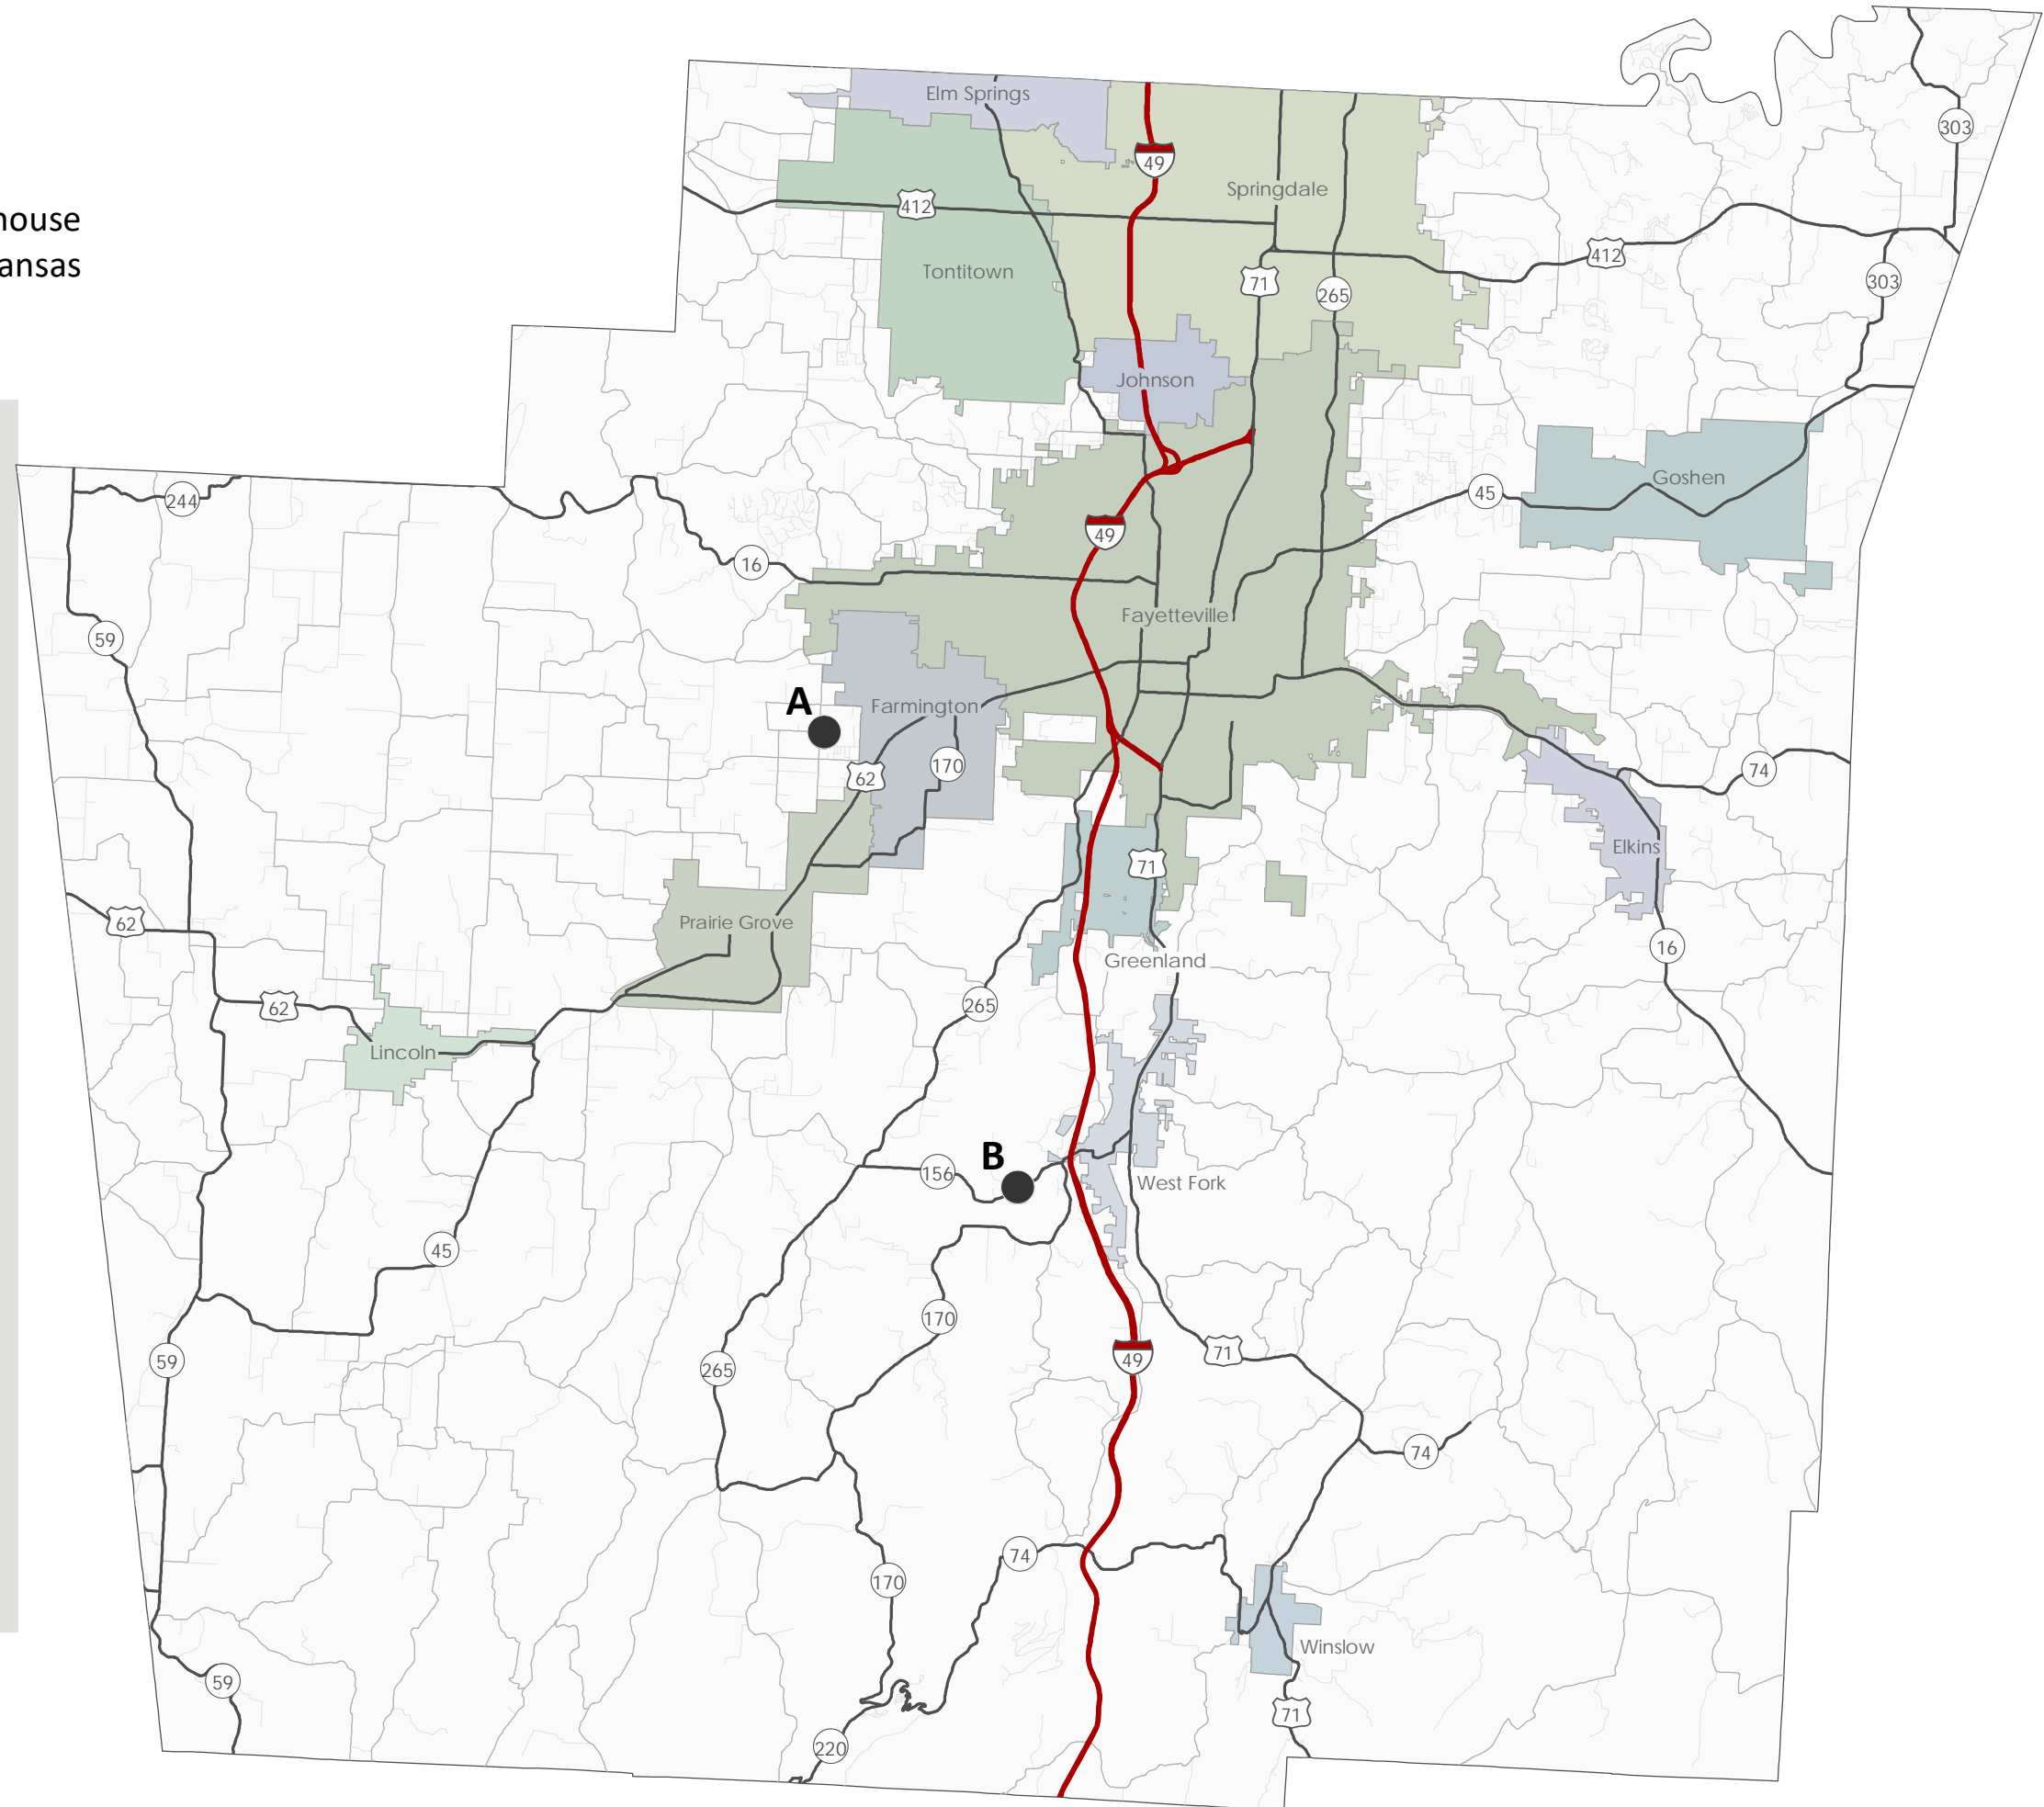 house
ansas
Elm Springs
303
49
Springdale
412
412
Tontitown
303
71
265
Johnson
Goshen
45
244
49
16
Fayetteville
59
A
Farmington
170
62
74
Elkins
71
62
Prairie Grove
16
Greenland
62
265
Lincoln
B
156
West Fork
45
170
49
71
59
265
74
74
170
Winslow
59
71
220